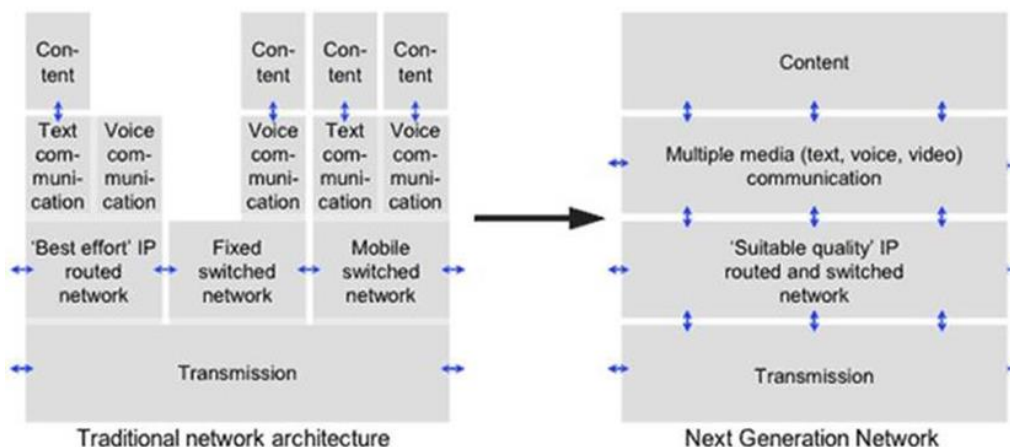 Con-
tent
Con-
tent
Con-
tent
Con-
tent
Text
com-
muni-
cation
Voice
com-
muni-
cation
Voice
com-
muni-
cation
Text
com-
muni-
cation
Voice
com-
muni-
cation
'Best effort' IP
routed
network
Fixed
switched
network
Mobile
switched
network
Transmission
Traditional network architecture
Content
Multiple media (text, voice, video)
communication
'Suitable quality' IP
routed and switched
network
Transmission
Next Generation Network